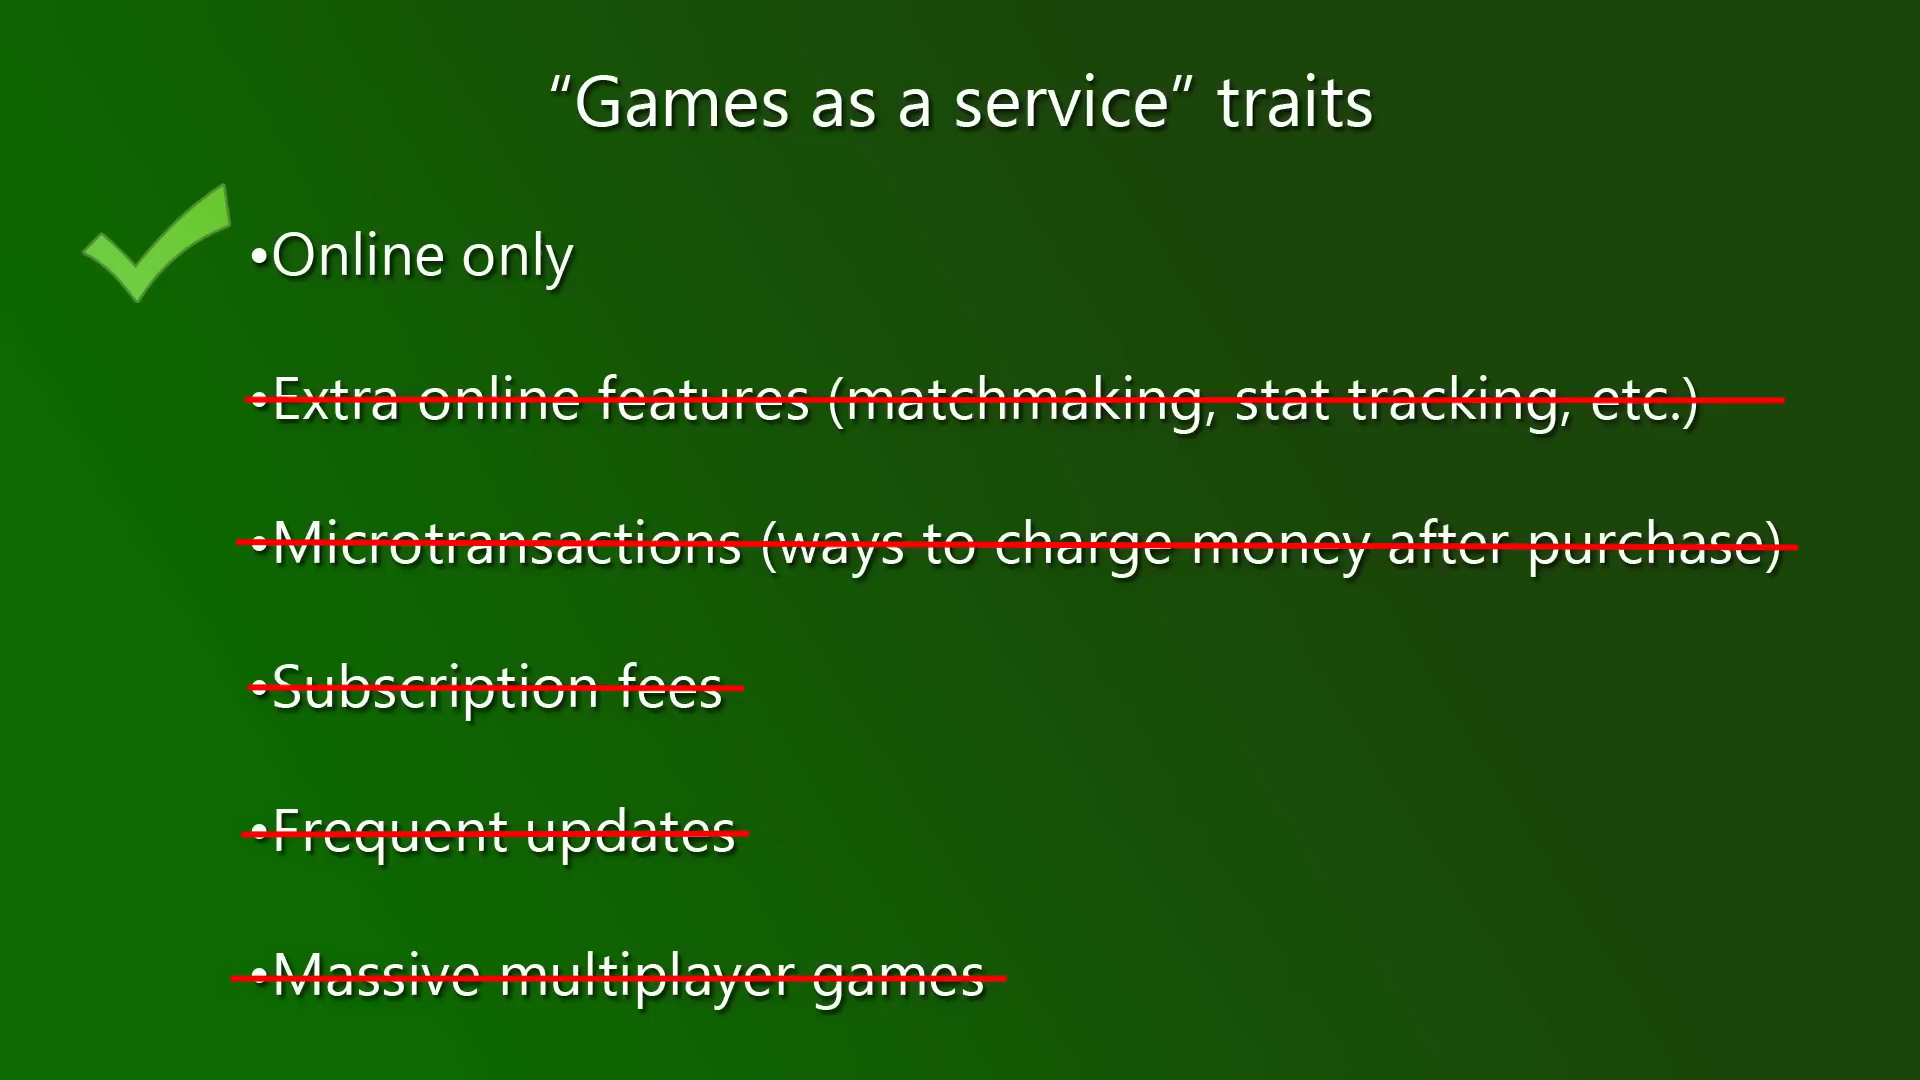 “Games as a service” traits
•Online only
•Extra online features (matchmaking, stat tracking, etc.)
•Microtransactions (ways to charge money after purchase)
•Subscription fees
•Frequent updates
•Massive multiplayer games